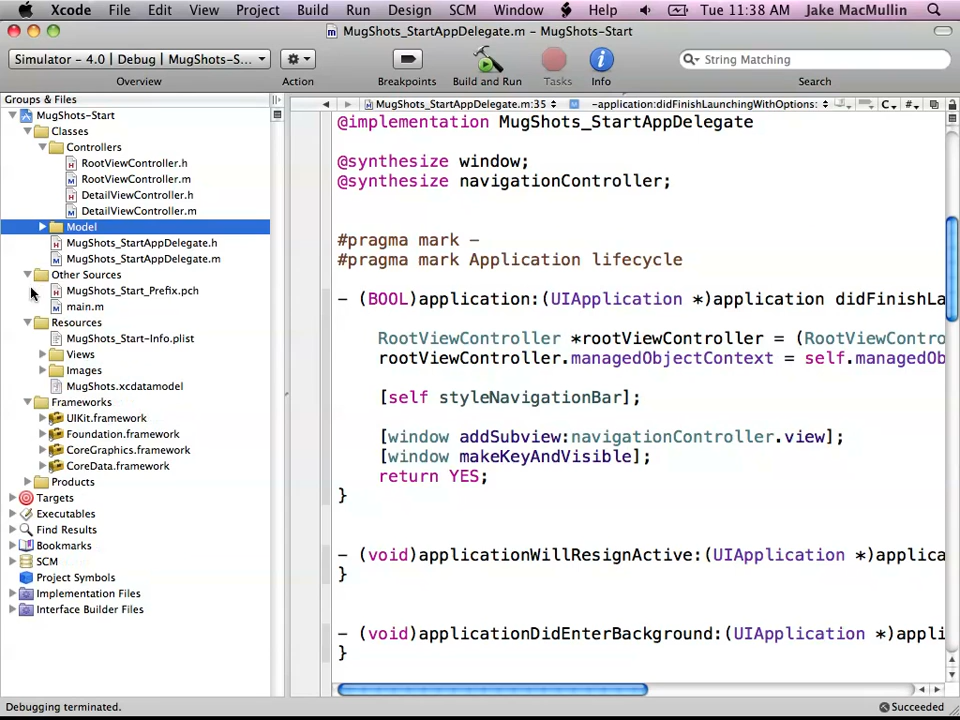 Xcode File Edit View Project Build Run Design SCM Window Help Tue 11:38 AM Jake MacMullin
MugShots_StartAppDelegate.m - MugShots-Start
Simulator - 4.0 | Debug | MugShots-S...
String Matching
Overview Action Breakpoints Build and Run Tasks Info Search
Groups & Files
MugShots_StartAppDelegate.m:35 -application:didFinishLaunchingWithOptions: C #
MugShots-Start
Classes
Controllers
RootViewController.h
RootViewController.m
DetailViewController.h
DetailViewController.m
Model
MugShots_StartAppDelegate.h
MugShots_StartAppDelegate.m
Other Sources
MugShots_Start_Prefix.pch
main.m
Resources
MugShots_Start-Info.plist
Views
Images
MugShots.xcdatamodel
Frameworks
UIKit.framework
Foundation.framework
CoreGraphics.framework
CoreData.framework
Products
Targets
Executables
Find Results
Bookmarks
SCM
Project Symbols
Implementation Files
Interface Builder Files
@implementation MugShots_StartAppDelegate
@synthesize window;
@synthesize navigationController;
#pragma mark -
#pragma mark Application lifecycle
- (BOOL)application:(UIApplication *)application didFinishLa
RootViewController *rootViewController = (RootViewContro
rootViewController.managedObjectContext = self.managedOb
[self styleNavigationBar];
[window addSubview:navigationController.view];
[window makeKeyAndVisible];
return YES;
}
- (void)applicationWillResignActive:(UIApplication *)applica
}
- (void)applicationDidEnterBackground:(UIApplication *)appli
}
Debugging terminated. Succeeded